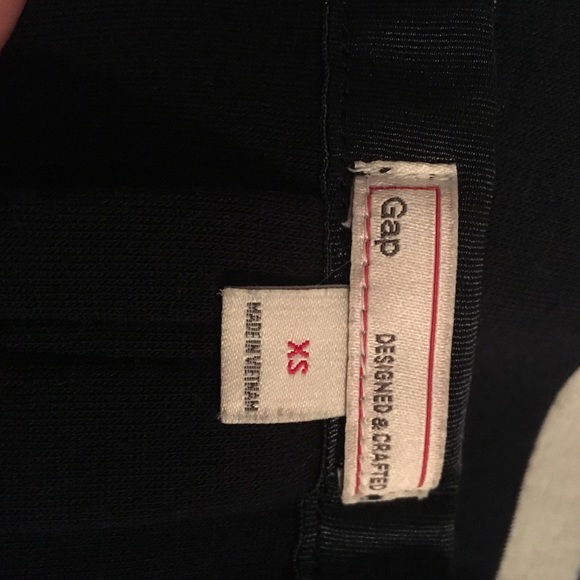 Gap
DESIGNED & CRAFTED
XS
MADE IN VIETNAM